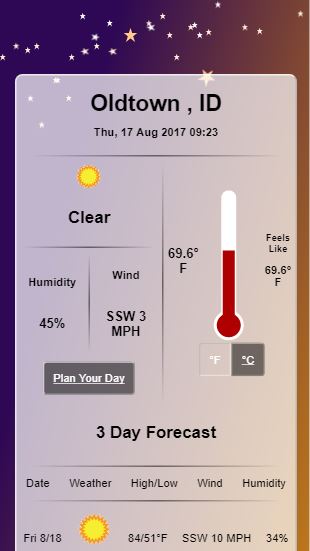 Oldtown , ID
Thu, 17 Aug 2017 09:23
Clear
69.6°
F
Feels
Like
69.6°
F
Humidity
Wind
45%
SSW 3
MPH
°F
°C
Plan Your Day
3 Day Forecast
Date Weather High/Low Wind Humidity
Fri 8/18 84/51°F SSW 10 MPH 34%